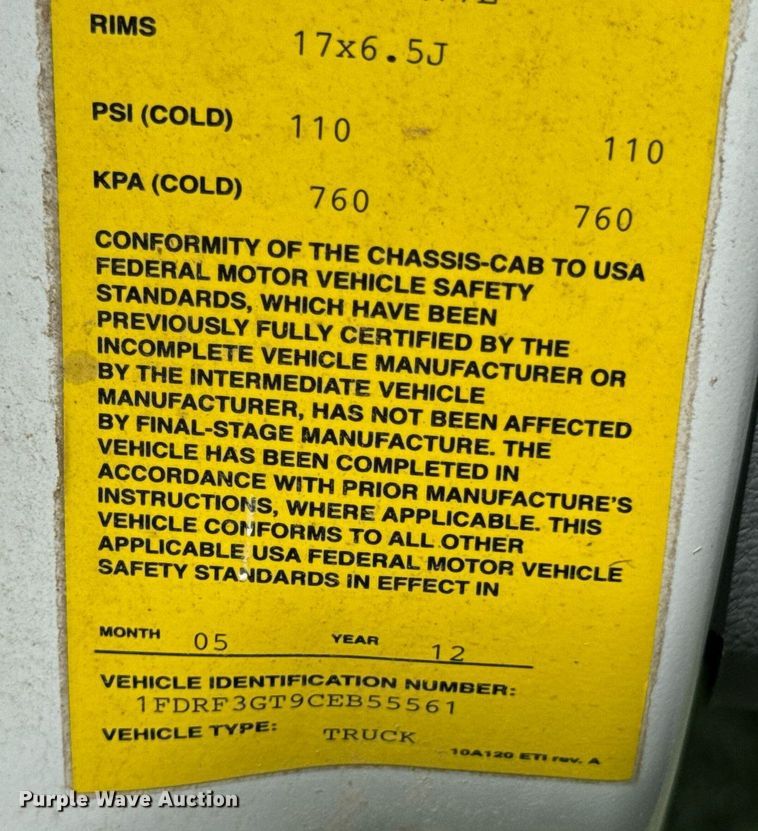 RIMS
17x6.5J
PSI (COLD) 110 110
KPA (COLD) 760 760
CONFORMITY OF THE CHASSIS-CAB TO USA
FEDERAL MOTOR VEHICLE SAFETY
STANDARDS, WHICH HAVE BEEN
PREVIOUSLY FULLY CERTIFIED BY THE
INCOMPLETE VEHICLE MANUFACTURER OR
BY THE INTERMEDIATE VEHICLE
MANUFACTURER, HAS NOT BEEN AFFECTED
BY FINAL-STAGE MANUFACTURE. THE
VEHICLE HAS BEEN COMPLETED IN
ACCORDANCE WITH PRIOR MANUFACTURE'S
INSTRUCTIONS, WHERE APPLICABLE. THIS
VEHICLE CONFORMS TO ALL OTHER
APPLICABLE USA FEDERAL MOTOR VEHICLE
SAFETY STANDARDS IN EFFECT IN
MONTH 05 YEAR 12
VEHICLE IDENTIFICATION NUMBER:
1FDRF3GT9CEB55561
VEHICLE TYPE: TRUCK
10A120 ETI rev. A
Purple Wave Auction